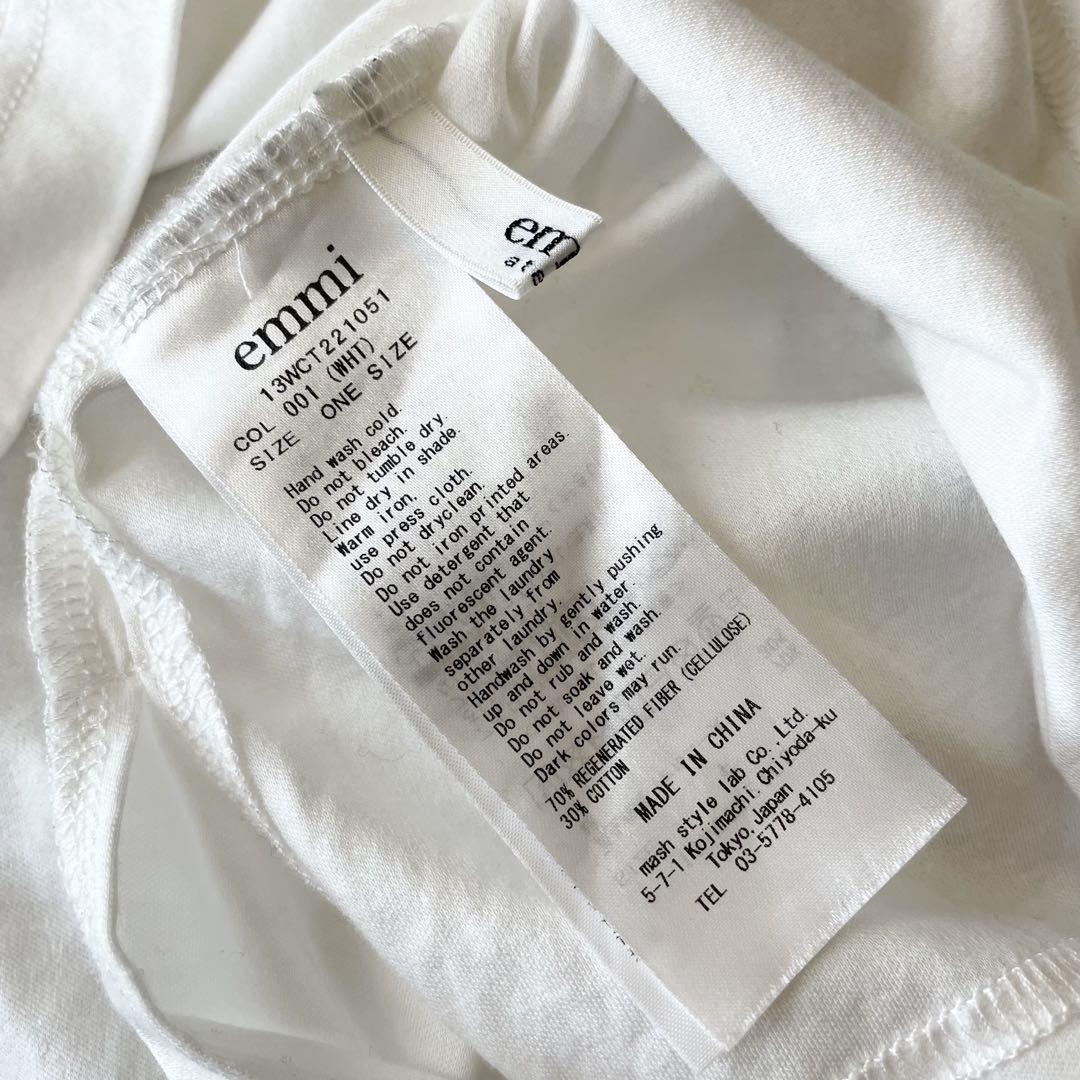 em
emmi
13WCT221051
COL 001 (WHT)
SIZE ONE SIZE
Hand wash cold.
Do not bleach.
Do not tumble dry.
Line dry in shade.
Warm iron.
use press cloth.
Do not dryclean.
Do not iron printed areas.
Use detergent that
does not contain
fluorescent agent.
Wash the laundry
separately from
other laundry.
Handwash by gently pushing
up and down in water.
Do not rub and wash.
Do not soak and wash.
Do not leave wet.
Dark colors may run.
70% REGENERATED FIBER (CELLULOSE)
30% COTTON
MADE IN CHINA
mash style lab Co.,Ltd.
5-7-1 Kojimachi,Chiyoda-ku
Tokyo,Japan
TEL 03-5778-4105